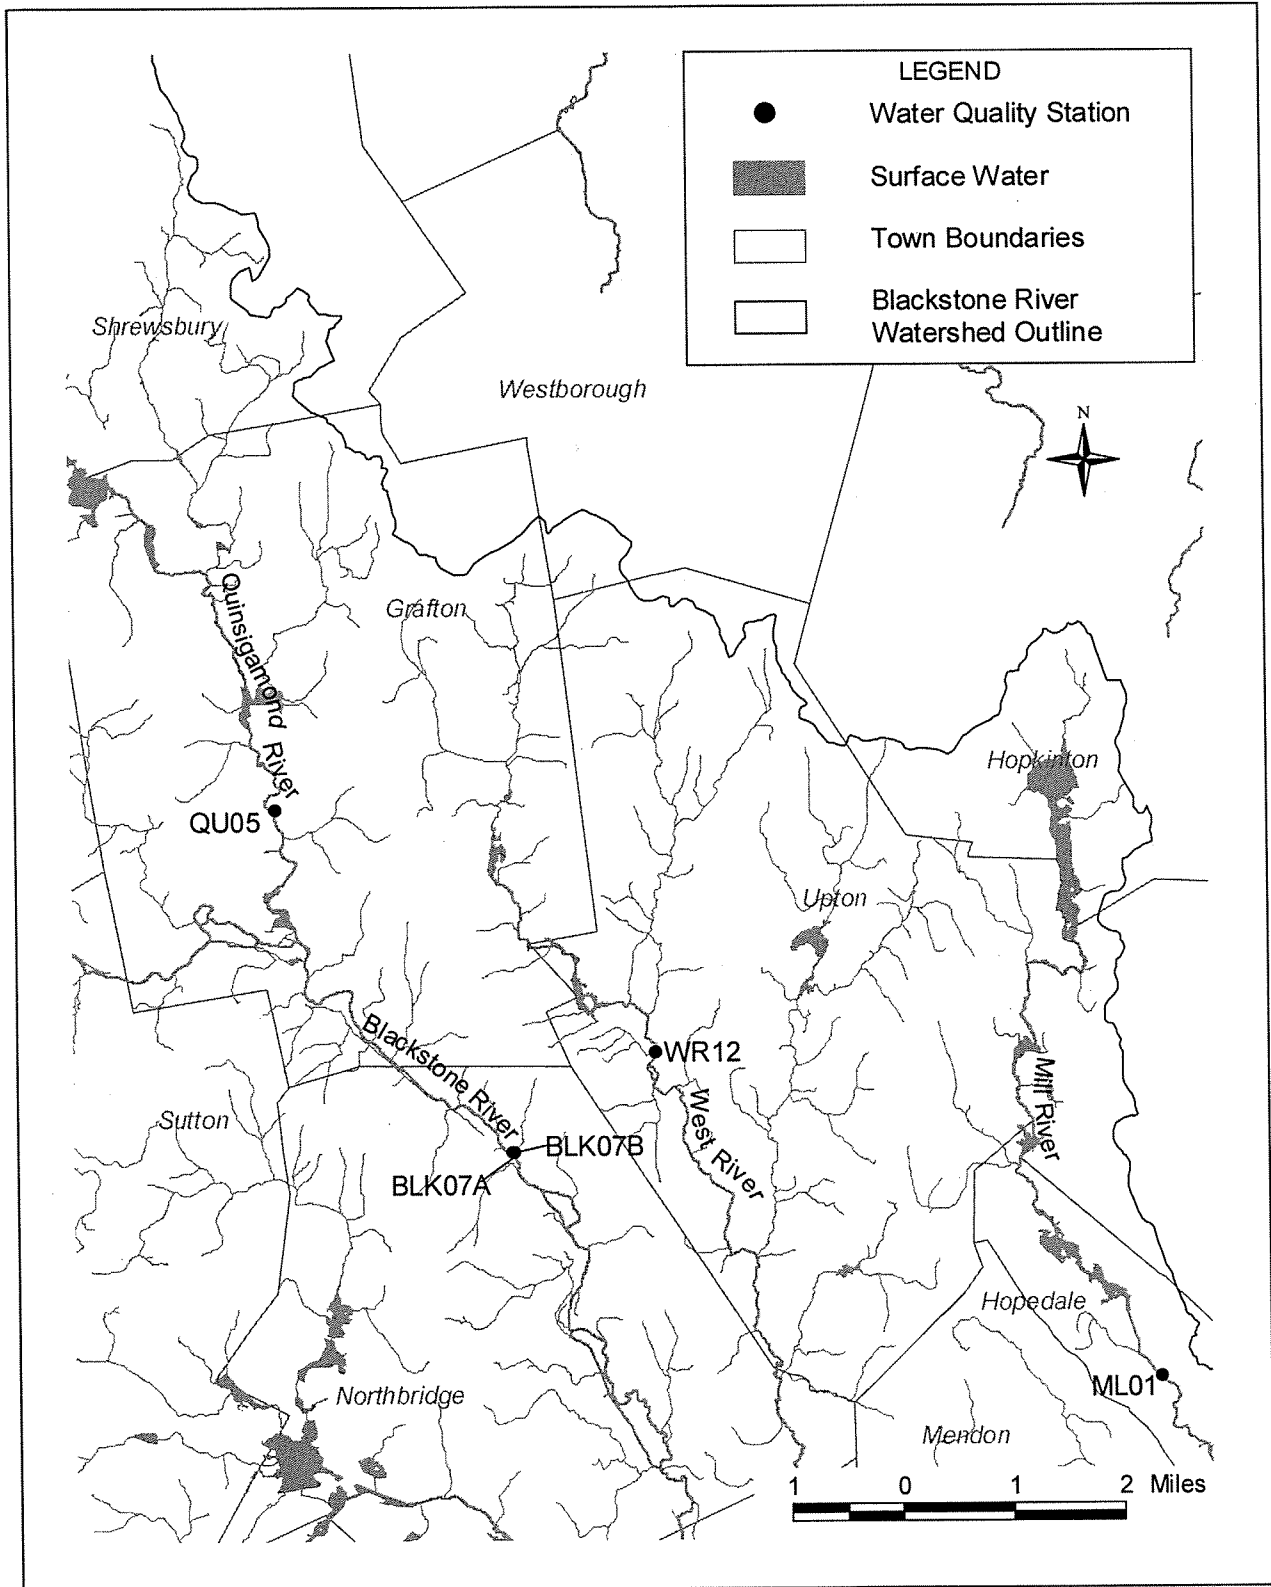 LEGEND
Water Quality Station
Surface Water
Town Boundaries
Blackstone River
Watershed Outline
Shrewsbury
Westborough
N
Quinsigamond River
Grafton
Hopkinton
QU05
Upton
Blackstone River
WR12
Mill River
West River
Sutton
BLK07B
BLK07A
Hopedale
Northbridge
ML01
Mendon
1 0 1 2 Miles